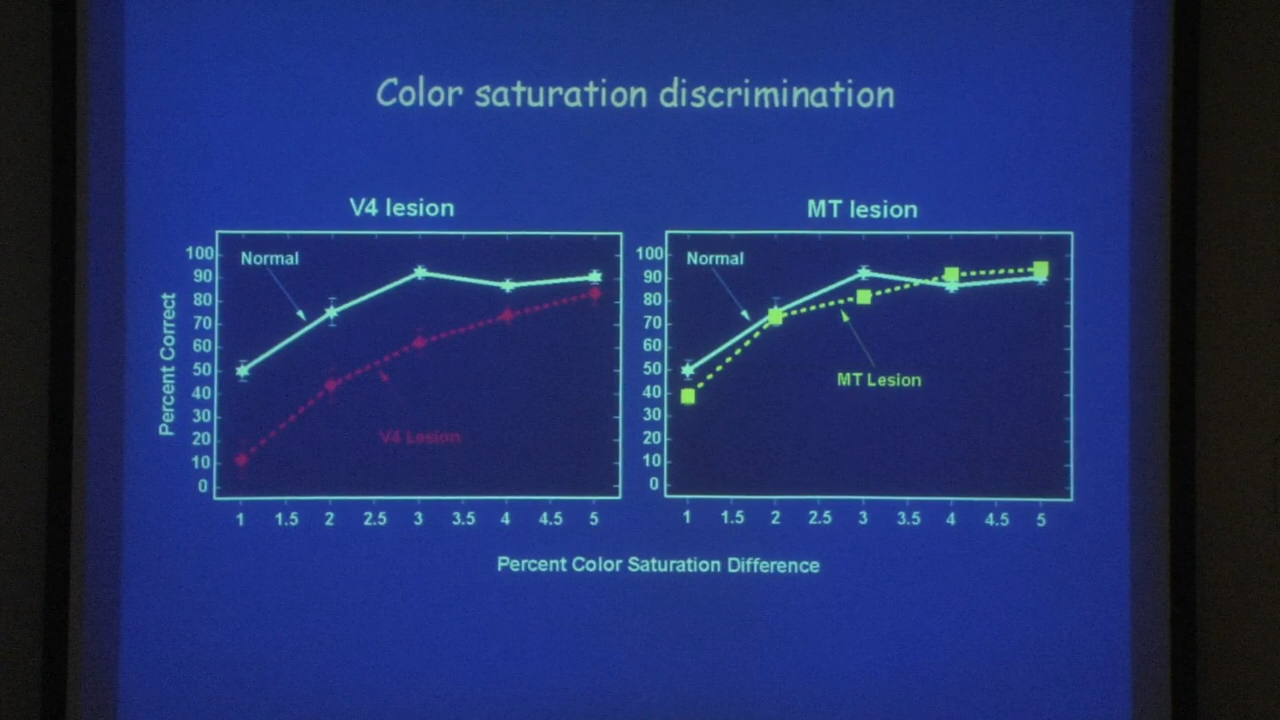 Color saturation discrimination
V4 lesion
Percent Correct
100
90
80
70
60
50
40
30
20
10
0
Normal
V4 Lesion
1 1.5 2 2.5 3 3.5 4 4.5 5
MT lesion
100
90
80
70
60
50
40
30
20
10
0
Normal
MT Lesion
1 1.5 2 2.5 3 3.5 4 4.5 5
Percent Color Saturation Difference